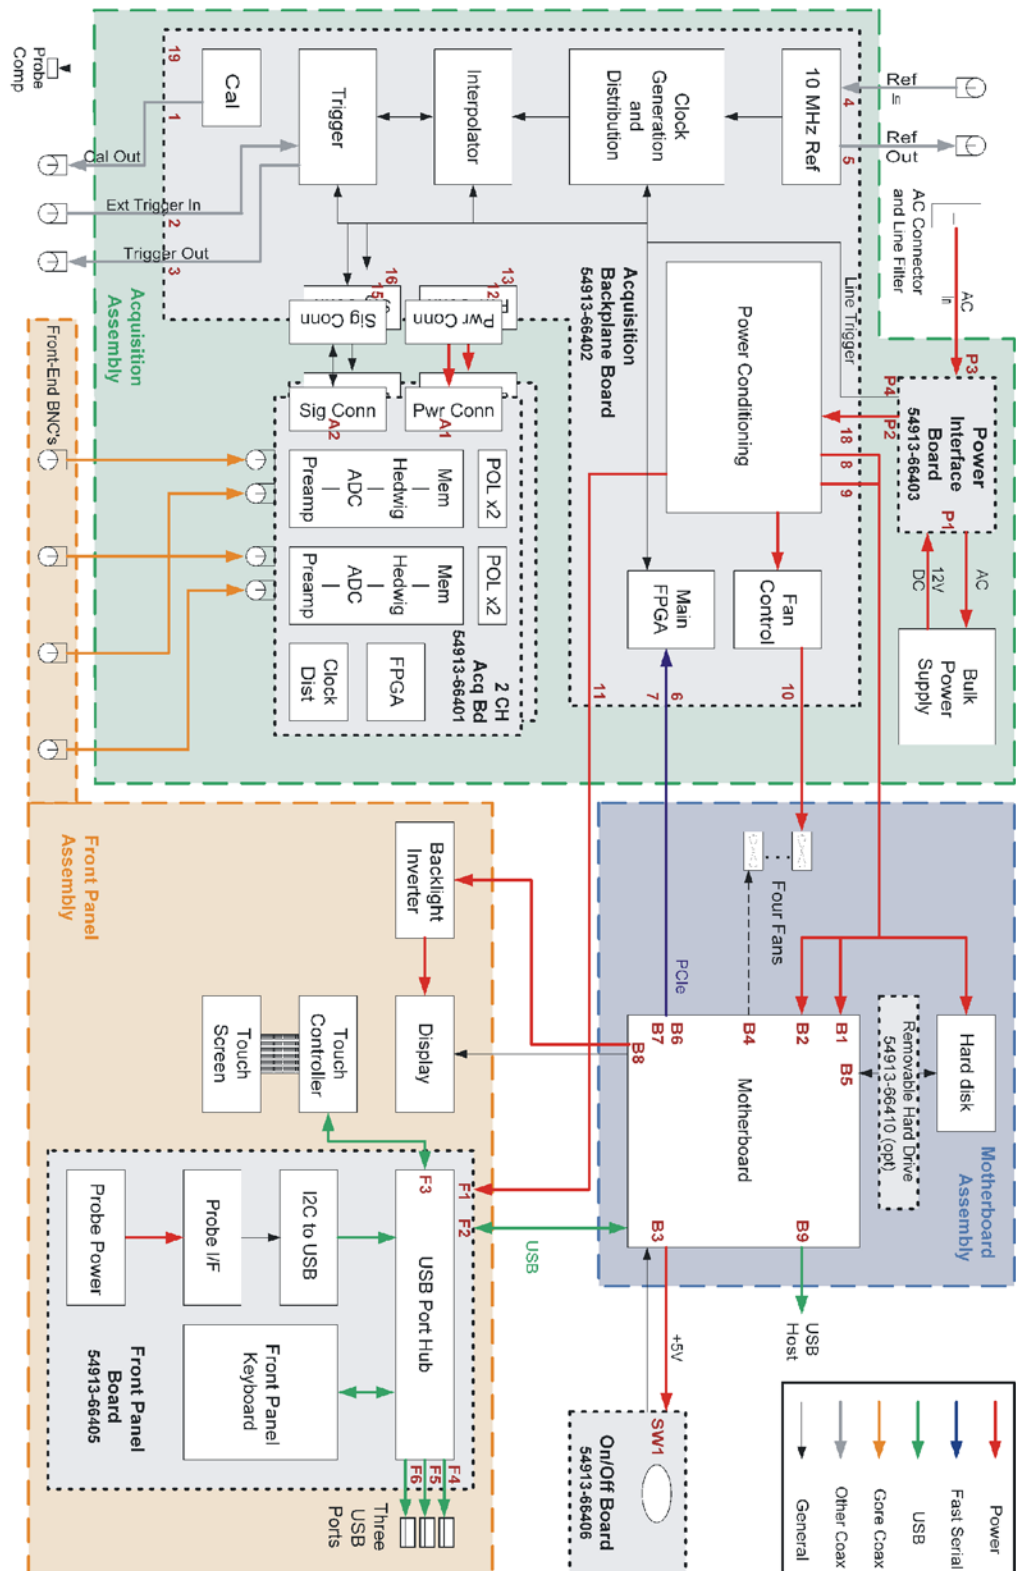 Ref
In
Ref
Out
AC Connector
and Line Filter
AC
In
P3
P4
P2
P1
Power
Interface
Board
54913-66403
12V
DC
AC
Bulk
Power
Supply
10 MHz Ref
4
5
Clock
Generation
and
Distribution
Interpolator
Trigger
Cal
19
1
2
3
Probe
Comp
Cal Out
Ext Trigger In
Trigger Out
Acquisition
Assembly
Acquisition
Backplane Board
54913-66402
Line Trigger
Power Conditioning
18
8
9
Fan
Control
10
Main
FPGA
6
7
11
16
15
Sig Conn
13
12
Pwr Conn
Sig Conn
A2
Pwr Conn
A1
Mem
Hedwig
ADC
Preamp
POL x2
Mem
Hedwig
ADC
Preamp
POL x2
Clock
Dist
FPGA
2 CH
Acq Bd
54913-66401
Front-End BNC's
Front Panel
Assembly
Backlight
Inverter
Display
Touch
Controller
Touch
Screen
F3
F1
F2
USB Port Hub
I2C to USB
Probe I/F
Probe Power
Front Panel
Keyboard
Front Panel
Board
54913-66405
F4
F5
F6
Three
USB
Ports
Four Fans
PCIe
Motherboard
B1
B2
B4
B5
B6
B7
B8
B3
B9
Hard disk
Removable Hard Drive
54913-66410 (opt)
Motherboard
Assembly
USB
USB
Host
+5V
SW1
On/Off Board
54913-66406
Power
Fast Serial
USB
Gore Coax
Other Coax
General